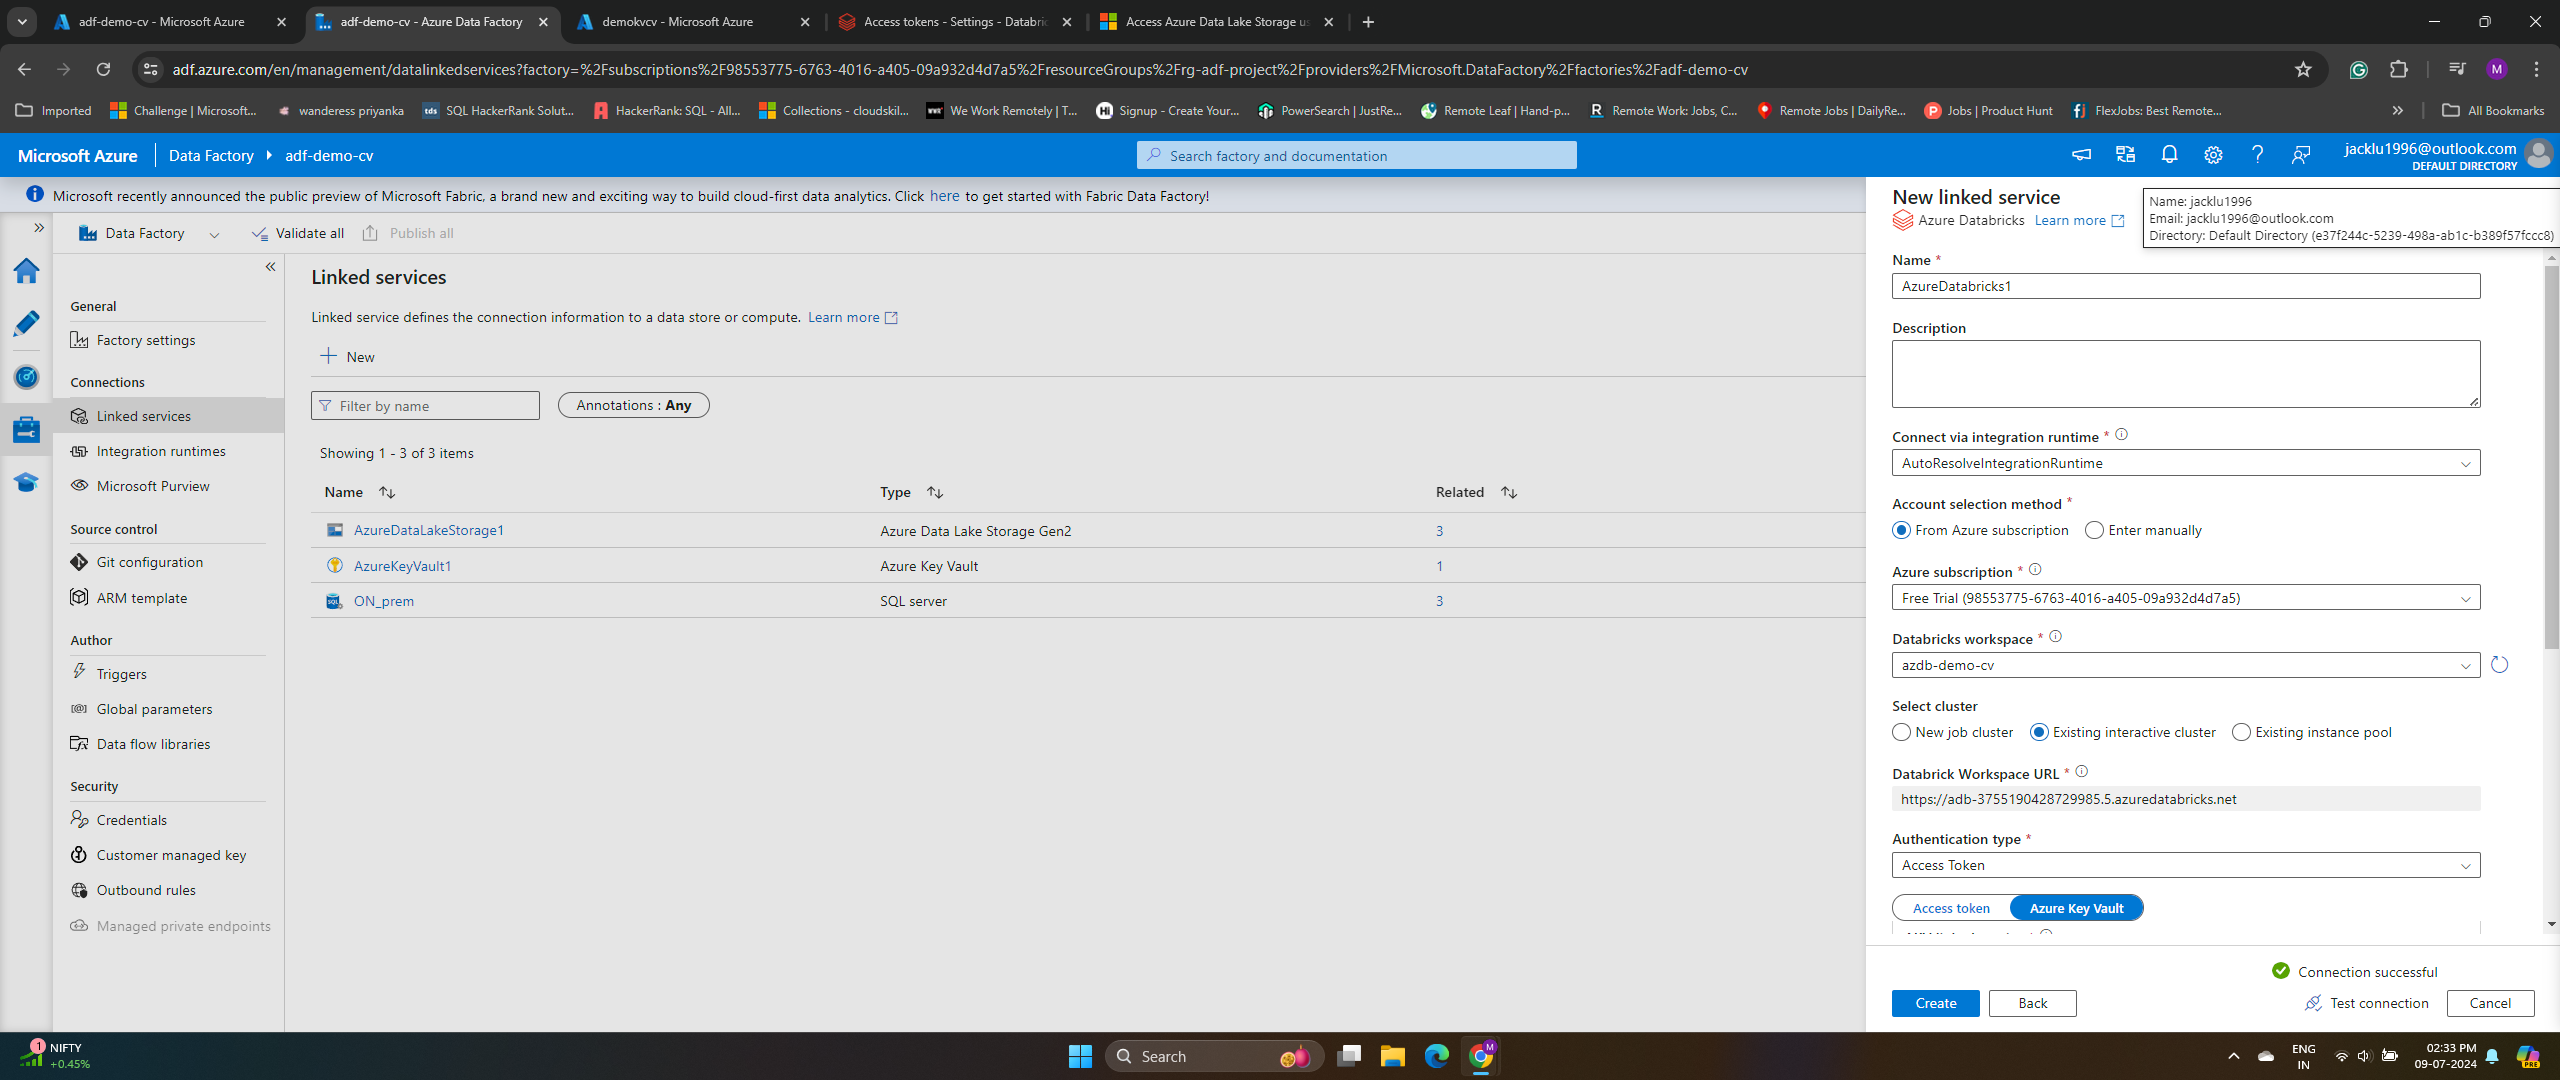 adf-demo-cv - Microsoft Azure
adf-demo-cv - Azure Data Factory
demokvcv - Microsoft Azure
Access tokens - Settings - Databric
Access Azure Data Lake Storage us
adf.azure.com/en/management/datalinkedservices?factory=%2Fsubscriptions%2F98553775-6763-4016-a405-09a932d4d7a5%2FresourceGroups%2Frg-adf-project%2Fproviders%2FMicrosoft.DataFactory%2Ffactories%2Fadf-demo-cv
M
Imported
Challenge | Microsoft...
wanderess priyanka
tds
SQL HackerRank Solut...
HackerRank: SQL - All...
Collections - cloudskil...
We Work Remotely | T...
Hi
Signup - Create Your...
PowerSearch | JustRe...
Remote Leaf | Hand-p...
R
Remote Work: Jobs, C...
Remote Jobs | DailyRe...
P
Jobs | Product Hunt
fj
FlexJobs: Best Remote...
All Bookmarks
Microsoft Azure
Data Factory
adf-demo-cv
Search factory and documentation
jacklu1996@outlook.com
DEFAULT DIRECTORY
Microsoft recently announced the public preview of Microsoft Fabric, a brand new and exciting way to build cloud-first data analytics. Click here to get started with Fabric Data Factory!
Data Factory
Validate all
Publish all
General
Factory settings
Connections
Linked services
Integration runtimes
Microsoft Purview
Source control
Git configuration
ARM template
Author
Triggers
Global parameters
Data flow libraries
Security
Credentials
Customer managed key
Outbound rules
Managed private endpoints
Linked services
Linked service defines the connection information to a data store or compute. Learn more
New
Filter by name
Annotations : Any
Showing 1 - 3 of 3 items
Name Type Related
AzureDataLakeStorage1 Azure Data Lake Storage Gen2 3
AzureKeyVault1 Azure Key Vault 1
SQL ON_prem SQL server 3
New linked service
Azure Databricks Learn more
Name: jacklu1996
Email: jacklu1996@outlook.com
Directory: Default Directory (e37f244c-5239-498a-ab1c-b389f57fccc8)
Name *
AzureDatabricks1
Description
Connect via integration runtime *
AutoResolveIntegrationRuntime
Account selection method *
From Azure subscription
Enter manually
Azure subscription *
Free Trial (98553775-6763-4016-a405-09a932d4d7a5)
Databricks workspace *
azdb-demo-cv
Select cluster
New job cluster
Existing interactive cluster
Existing instance pool
Databrick Workspace URL *
https://adb-3755190428729985.5.azuredatabricks.net
Authentication type *
Access Token
Access token
Azure Key Vault
Connection successful
Create
Back
Test connection
Cancel
1
NIFTY
+0.45%
Search
M
ENG
IN
02:33 PM
09-07-2024
PRE